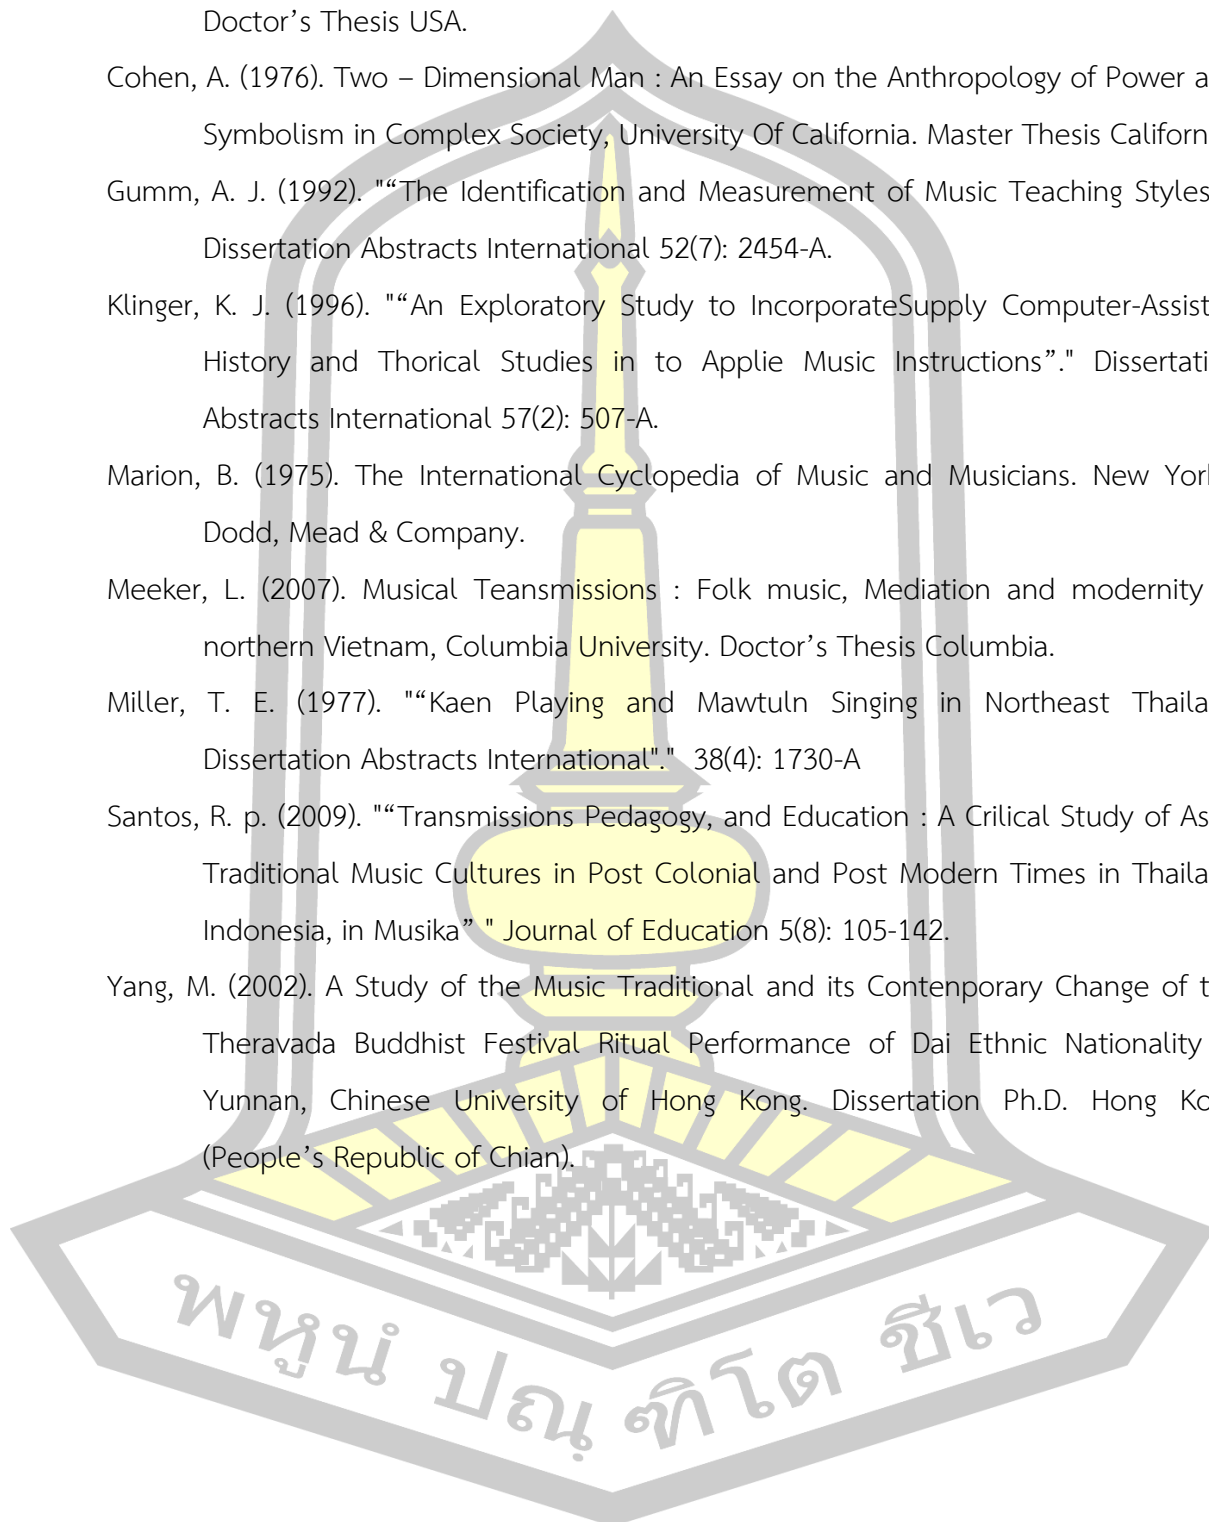 Doctor’s Thesis USA.
Cohen, A. (1976). Two – Dimensional Man : An Essay on the Anthropology of Power a
Symbolism in Complex Society, University Of California. Master Thesis Californ
Gumm, A. J. (1992). "“The Identification and Measurement of Music Teaching Styles
Dissertation Abstracts International 52(7): 2454-A.
Klinger, K. J. (1996). "“An Exploratory Study to IncorporateSupply Computer-Assist
History and Thorical Studies in to Applie Music Instructions”." Dissertati
Abstracts International 57(2): 507-A.
Marion, B. (1975). The International Cyclopedia of Music and Musicians. New York
Dodd, Mead & Company.
Meeker, L. (2007). Musical Teansmissions : Folk music, Mediation and modernity
northern Vietnam, Columbia University. Doctor’s Thesis Columbia.
Miller, T. E. (1977). "“Kaen Playing and Mawtuln Singing in Northeast Thaila
Dissertation Abstracts International"." 38(4): 1730-A
Santos, R. p. (2009). "“Transmissions Pedagogy, and Education : A Crilical Study of As
Traditional Music Cultures in Post Colonial and Post Modern Times in Thaila
Indonesia, in Musika” " Journal of Education 5(8): 105-142.
Yang, M. (2002). A Study of the Music Traditional and its Contenporary Change of t
Theravada Buddhist Festival Ritual Performance of Dai Ethnic Nationality
Yunnan, Chinese University of Hong Kong. Dissertation Ph.D. Hong Ko
(People’s Republic of Chian).
พหูนํ ปณฺฑิโต ชีเว